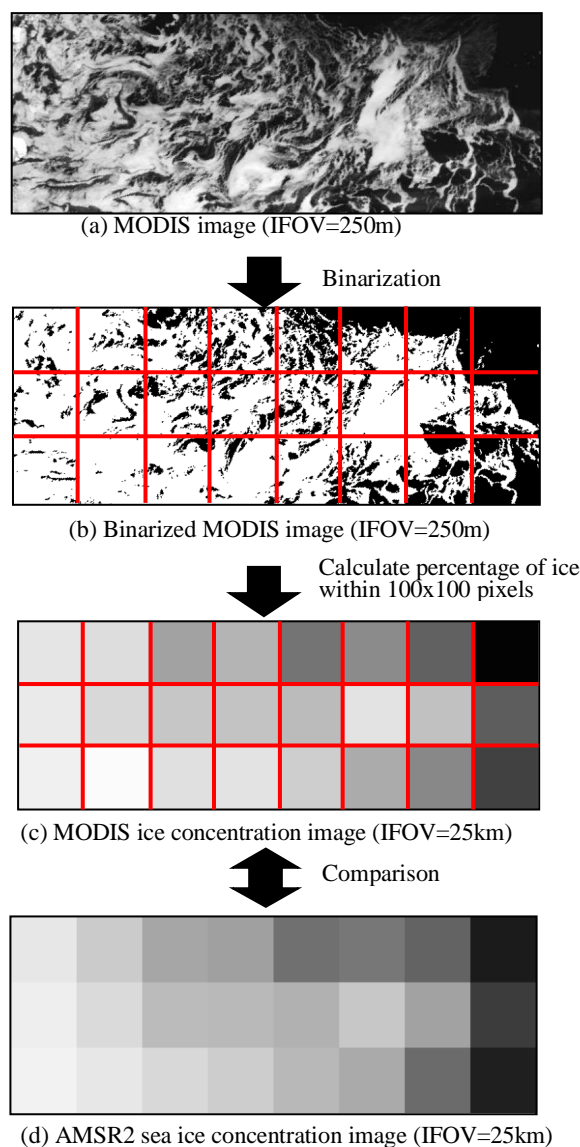 (a) MODIS image (IFOV=250m)
Binarization
(b) Binarized MODIS image (IFOV=250m)
Calculate percentage of ice
within 100x100 pixels
(c) MODIS ice concentration image (IFOV=25km)
Comparison
(d) AMSR2 sea ice concentration image (IFOV=25km)